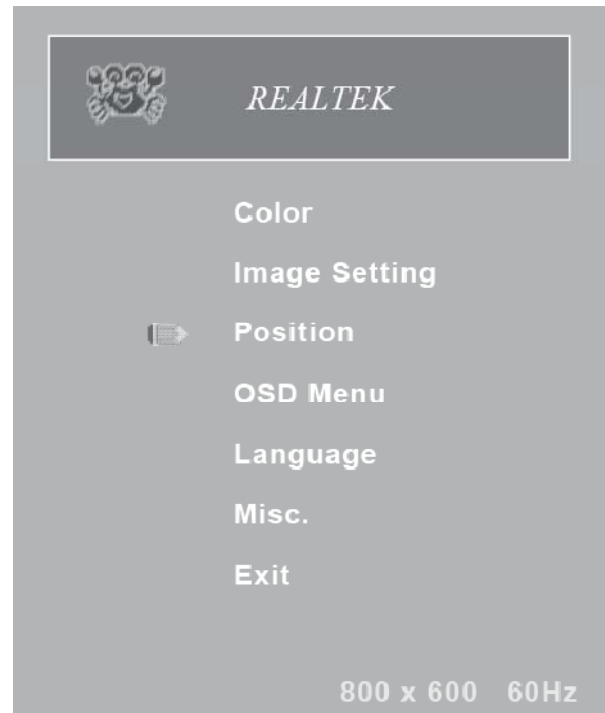 REALTEK
Color
Image Setting
Position
OSD Menu
Language
Misc.
Exit
800 x 600 60Hz